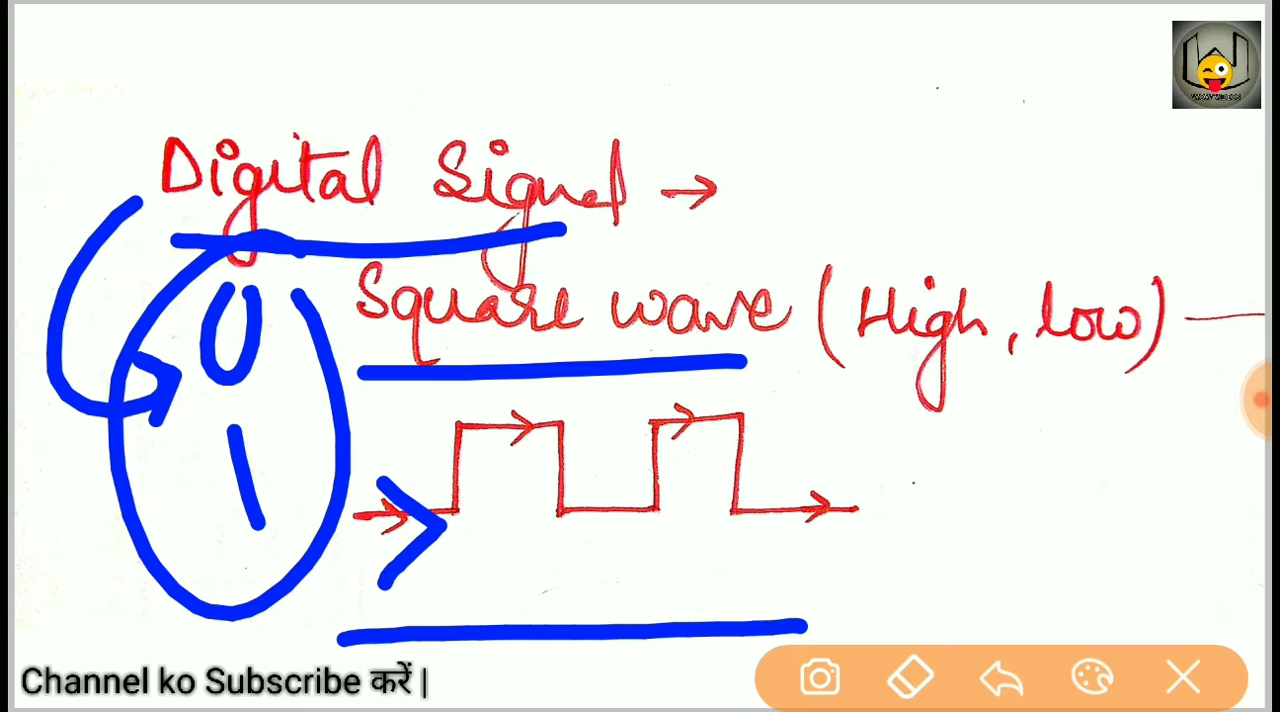 Digital Signal →
Square wave (High, low)
0
1
Channel ko Subscribe करें |